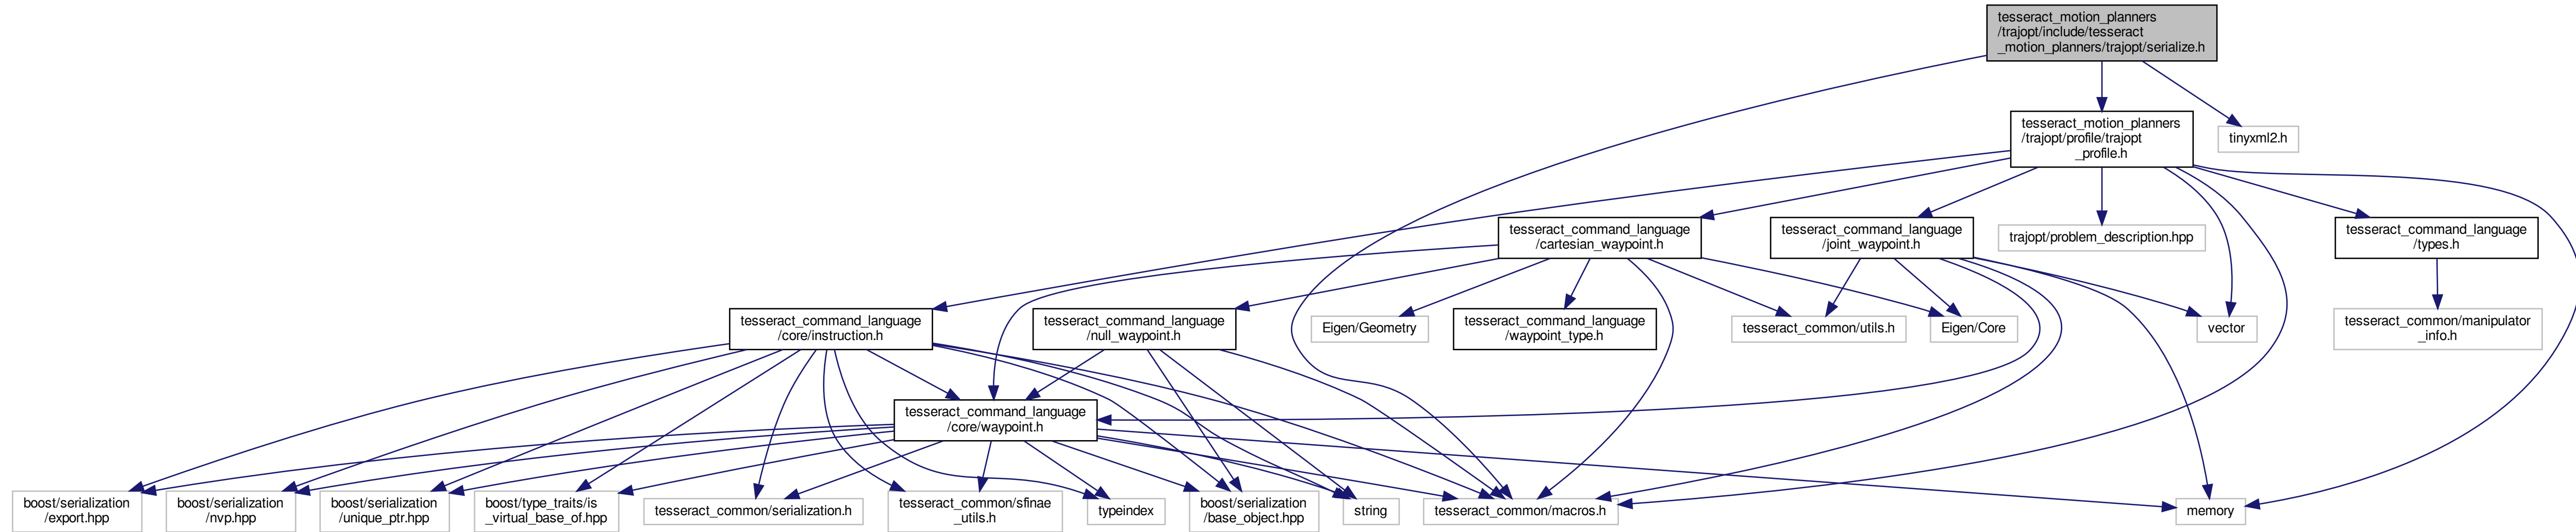 tesseract_motion_planners
/trajopt/include/tesseract
_motion_planners/trajopt/serialize.h
tesseract_motion_planners
/trajopt/profile/trajopt
_profile.h
tinyxml2.h
tesseract_command_language
/cartesian_waypoint.h
tesseract_command_language
/joint_waypoint.h
trajopt/problem_description.hpp
tesseract_command_language
/types.h
tesseract_command_language
/core/instruction.h
tesseract_command_language
/null_waypoint.h
Eigen/Geometry
tesseract_command_language
/waypoint_type.h
tesseract_common/utils.h
Eigen/Core
vector
tesseract_common/manipulator
_info.h
tesseract_command_language
/core/waypoint.h
boost/serialization
/export.hpp
boost/serialization
/nvp.hpp
boost/serialization
/unique_ptr.hpp
boost/type_traits/is
_virtual_base_of.hpp
tesseract_common/serialization.h
tesseract_common/sfinae
_utils.h
typeindex
boost/serialization
/base_object.hpp
string
tesseract_common/macros.h
memory